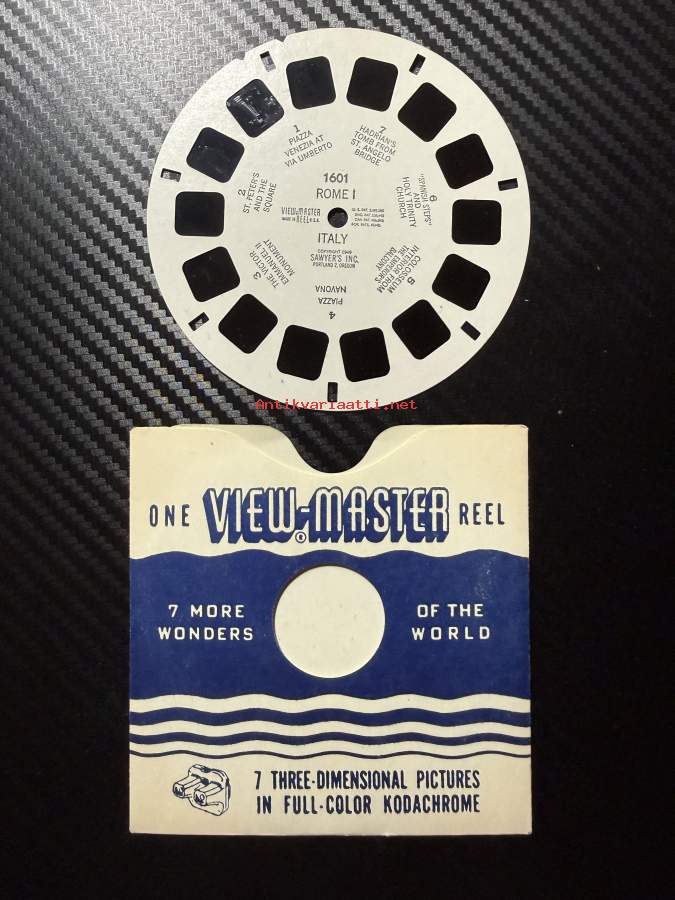 1
PIAZZA
VENEZIA AT
VIA UMBERTO
7
HADRIAN'S
TOMB FROM
ST. ANGELO
BRIDGE
2
ST. PETER'S
AND THE
SQUARE
1601
ROME I
6
"SPANISH STEPS"
AND
HOLY TRINITY
CHURCH
VIEW-MASTER
MADE IN REEL U.S.A.
ITALY
COPYRIGHT 1949
SAWYER'S INC.
PORTLAND 2, OREGON
3
THE VICTOR
EMMANUEL II
MONUMENT
5
COLOSSEUM
INTERIOR FROM
THE EMPEROR'S
BALCONY
4
PIAZZA
NAVONA
Antikvariaatti.net
ONE VIEW-MASTER REEL
®
7 MORE
WONDERS
OF THE
WORLD
7 THREE-DIMENSIONAL PICTURES
IN FULL-COLOR KODACHROME